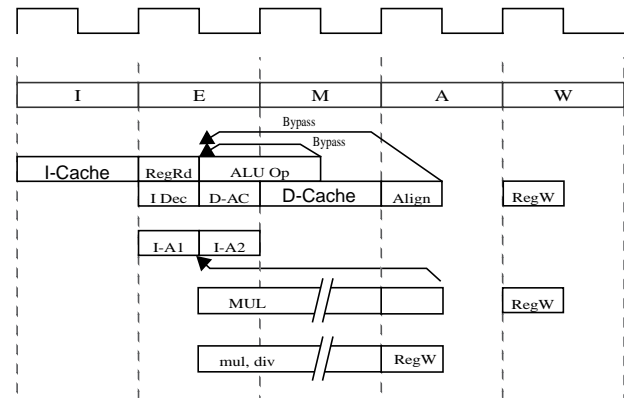 I E M A W
Bypass
Bypass
I-Cache RegRd ALU Op
I Dec D-AC D-Cache Align RegW
I-A1 I-A2
MUL RegW
mul, div RegW